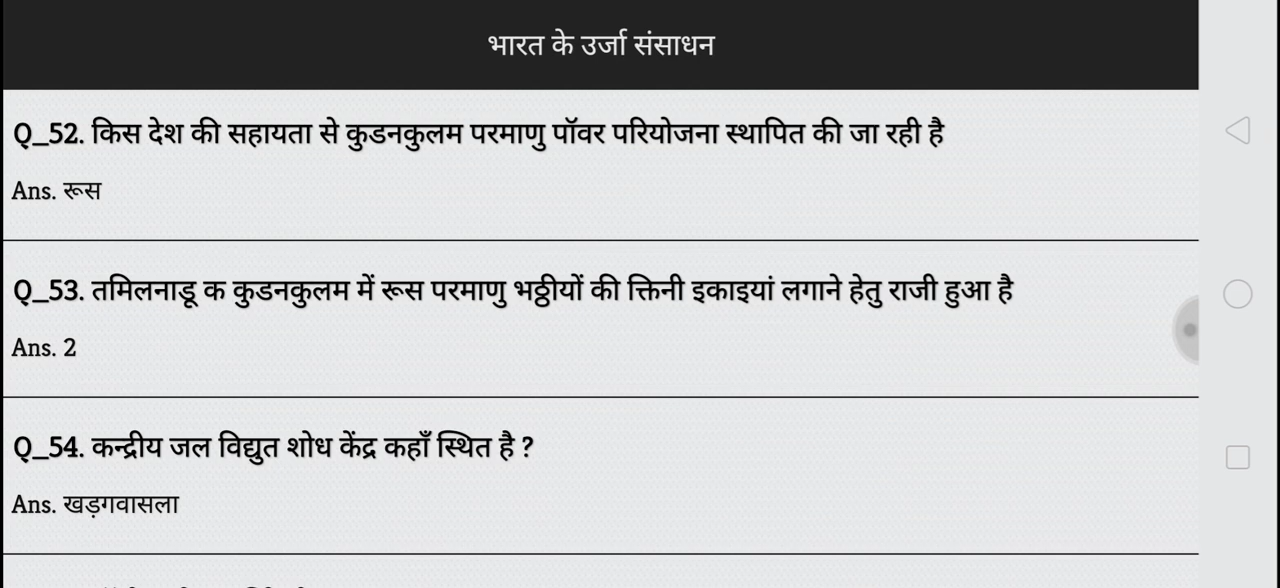 भारत के उर्जा संसाधन
Q_52. किस देश की सहायता से कुडनकुलम परमाणु पॉवर परियोजना स्थापित की जा रही है
Ans. रूस
Q_53. तमिलनाडू क कुडनकुलम में रूस परमाणु भठ्ठीयों की क्तिनी इकाइयां लगाने हेतु राजी हुआ है
Ans. 2
Q_54. कन्द्रीय जल विद्युत शोध केंद्र कहाँ स्थित है ?
Ans. खड़गवासला